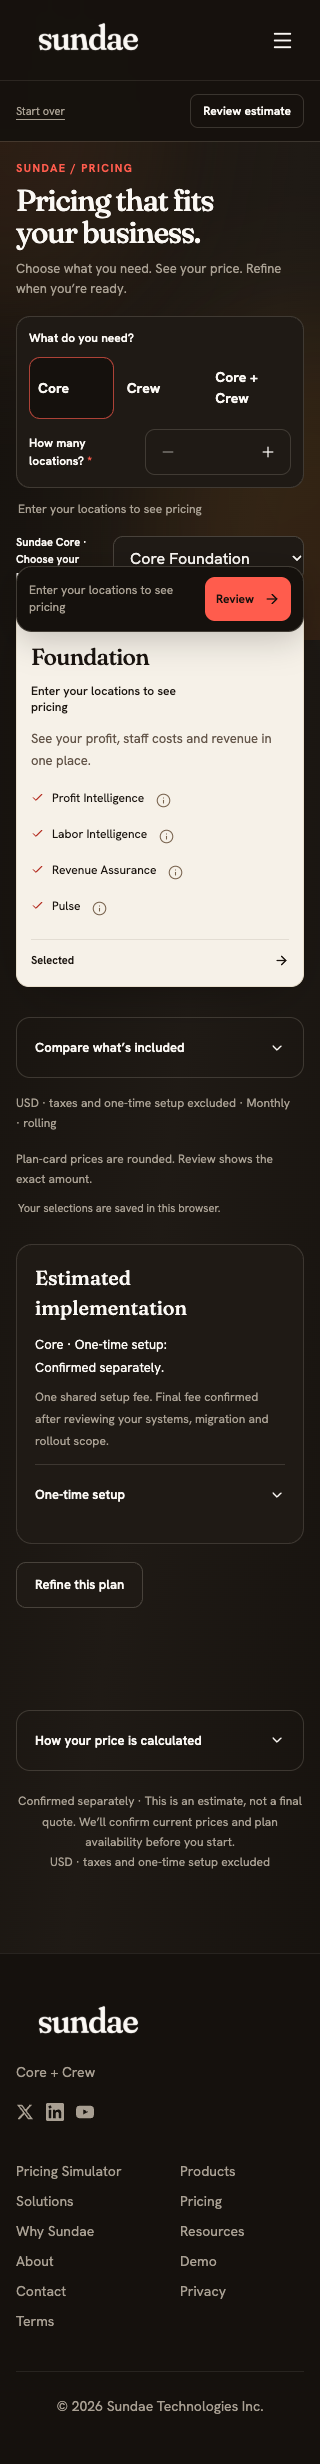 sundae
Start over
Review estimate
SUNDAE / PRICING
Pricing that fits
your business.
Choose what you need. See your price. Refine
when you're ready.
What do you need?
Core
Crew
Core +
Crew
How many
locations? *
Enter your locations to see pricing
Sundae Core ·
Choose your
Core Foundation
Enter your locations to see
pricing
Review
Foundation
Enter your locations to see
pricing
See your profit, staff costs and revenue in
one place.
Profit Intelligence
Labor Intelligence
Revenue Assurance
Pulse
Selected
Compare what's included
USD · taxes and one-time setup excluded · Monthly
· rolling
Plan-card prices are rounded. Review shows the
exact amount.
Your selections are saved in this browser.
Estimated
implementation
Core · One-time setup:
Confirmed separately.
One shared setup fee. Final fee confirmed
after reviewing your systems, migration and
rollout scope.
One-time setup
Refine this plan
How your price is calculated
Confirmed separately · This is an estimate, not a final
quote. We'll confirm current prices and plan
availability before you start.
USD · taxes and one-time setup excluded
sundae
Core + Crew
Pricing Simulator
Products
Solutions
Pricing
Why Sundae
Resources
About
Demo
Contact
Privacy
Terms
© 2026 Sundae Technologies Inc.